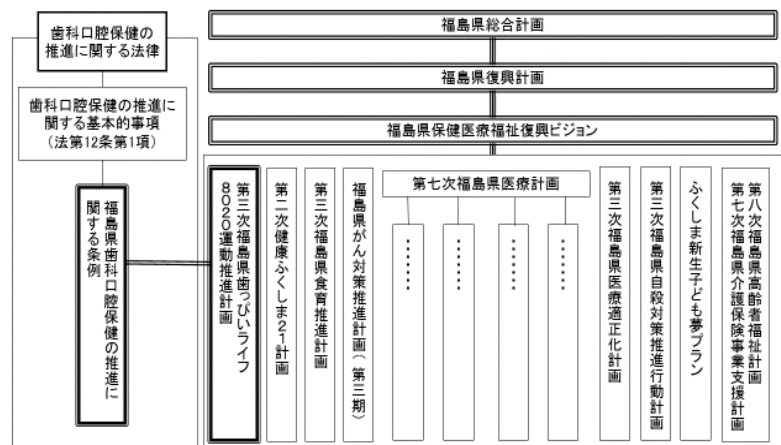 歯科口腔保健の
推進に関する法律
歯科口腔保健の推進に
関する基本的事項
（法第12条第1項）
福島県歯科口腔保健の推進に
関する条例
福島県総合計画
福島県復興計画
福島県保健医療福祉復興ビジョン
第三次福島県歯っぴいライフ
8020運動推進計画
第二次健康ふくしま21計画
第三次福島県食育推進計画
福島県がん対策推進計画（第三期）
第七次福島県医療計画
・・・・・・・
・・・・・・・
・・・・・・・
・・・・・・・
第三次福島県医療適正化計画
第三次福島県自殺対策推進行動計画
ふくしま新生子ども夢プラン
第八次福島県高齢者福祉計画
第七次福島県介護保険事業支援計画